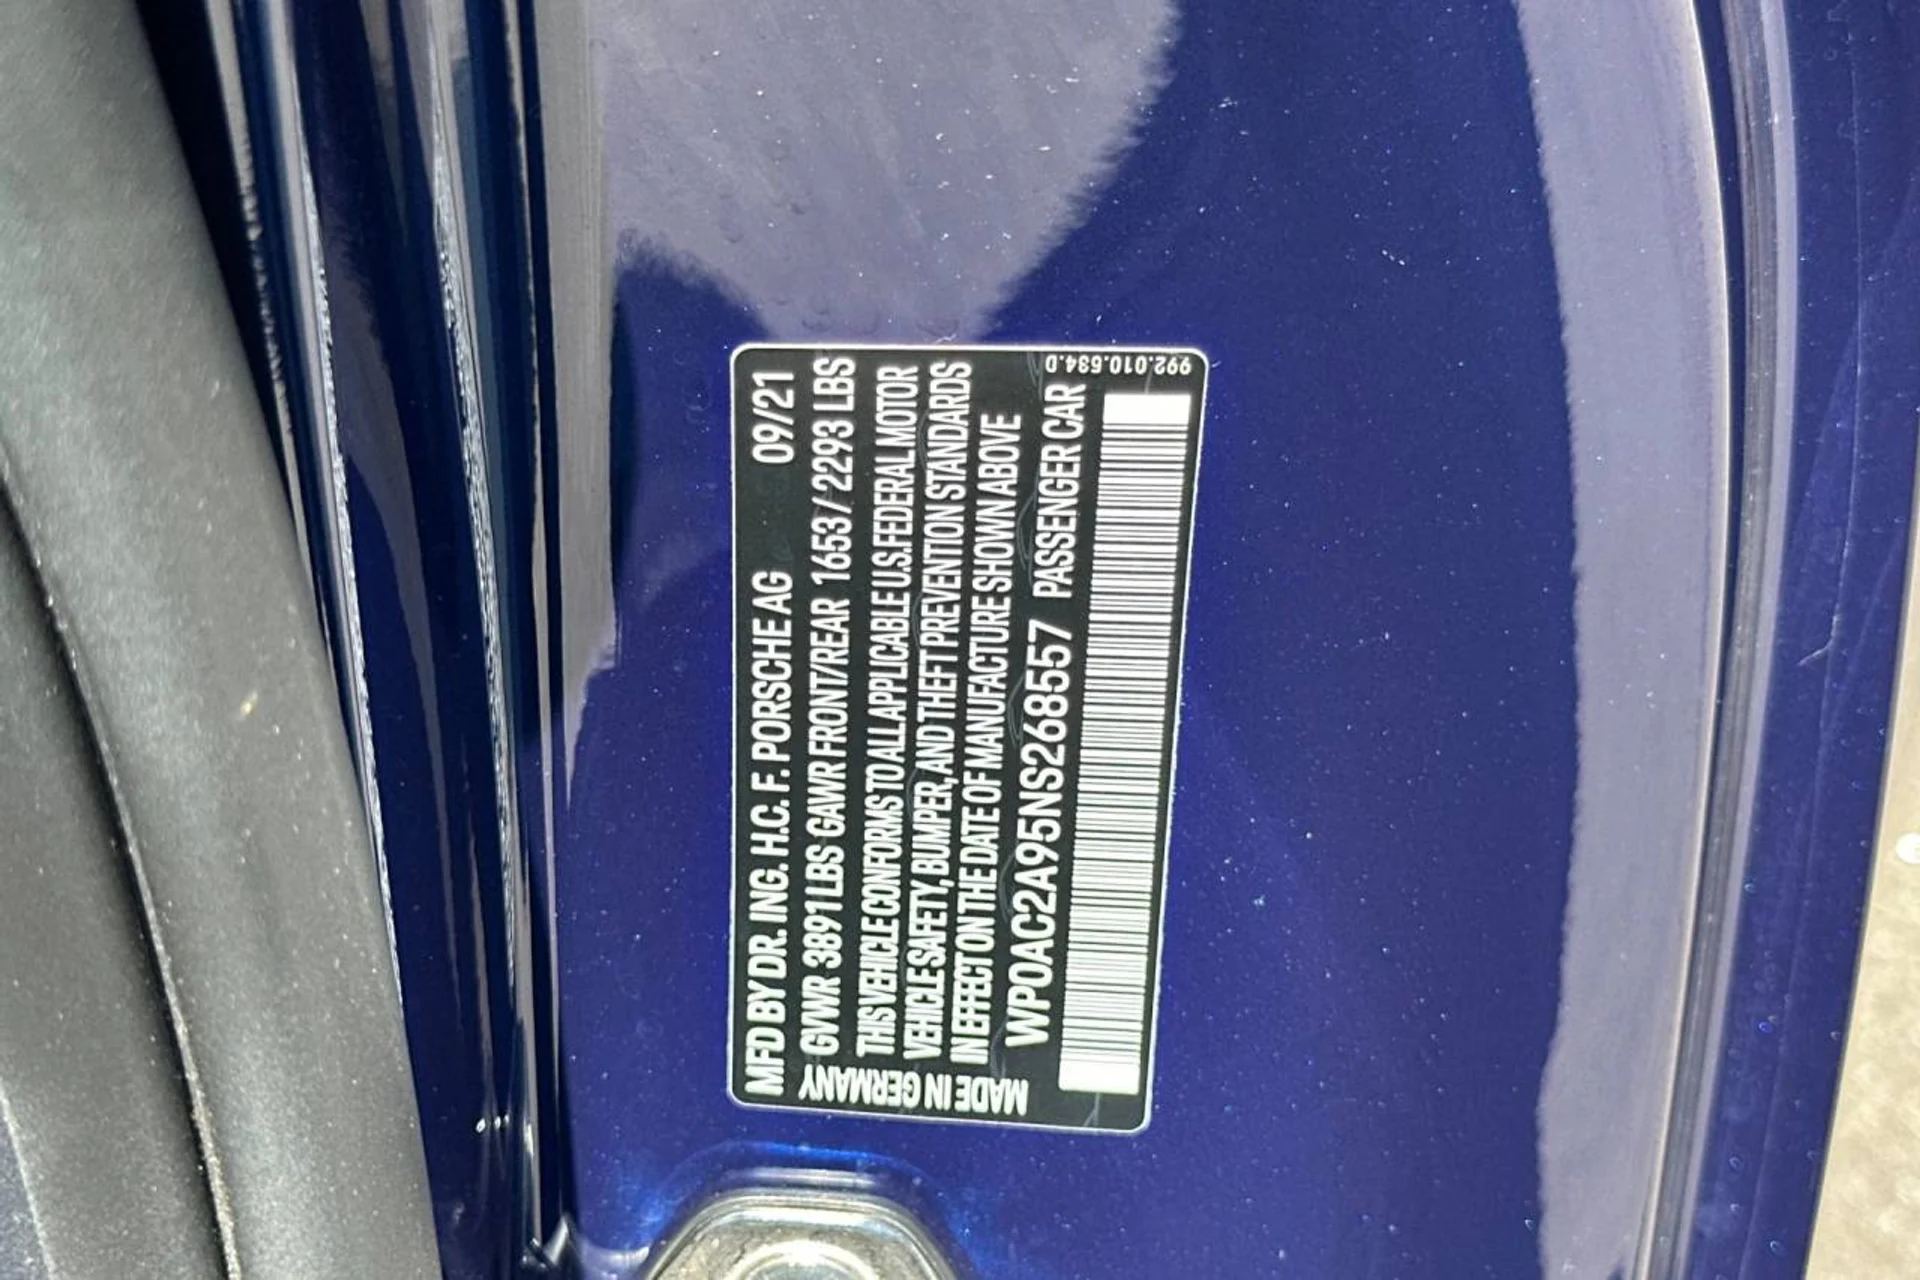 MFD BY DR. ING. H.C. F. PORSCHE AG 09/21
GVWR 3891 LBS GAWR FRONT/REAR 1653 / 2293 LBS
THIS VEHICLE CONFORMS TO ALL APPLICABLE U.S. FEDERAL MOTOR
VEHICLE SAFETY, BUMPER, AND THEFT PREVENTION STANDARDS
IN EFFECT ON THE DATE OF MANUFACTURE SHOWN ABOVE
WP0AC2A95NS268557 PASSENGER CAR
MADE IN GERMANY
992.010.634.D